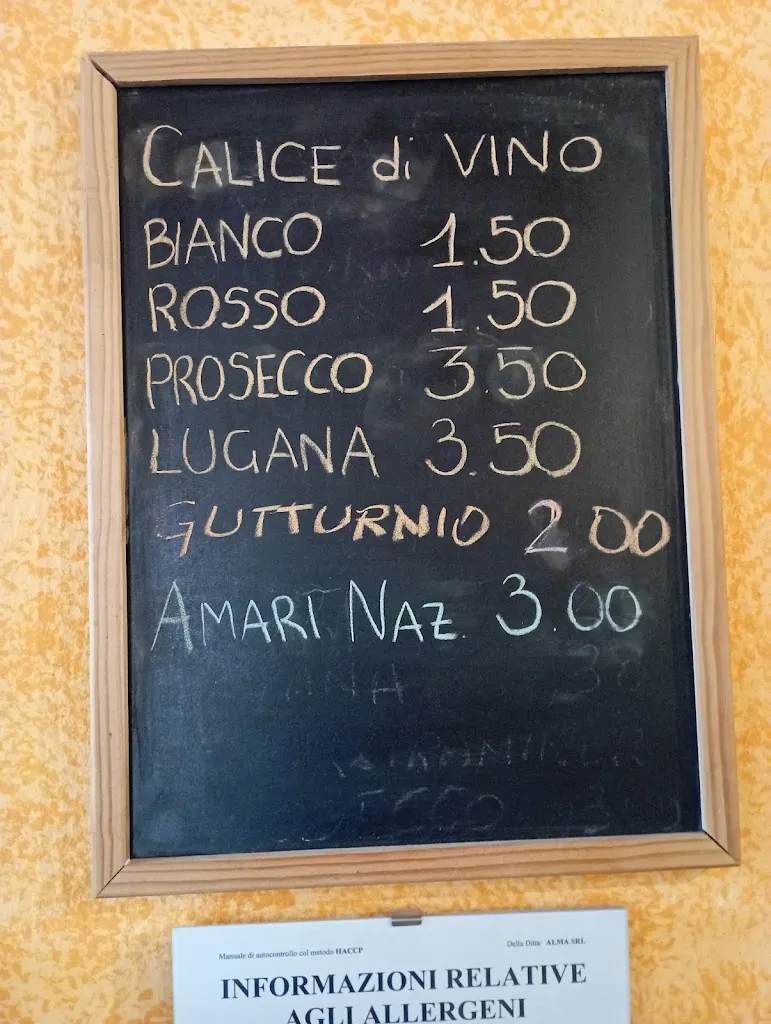 CALICE di VINO
BIANCO 1.50
ROSSO 1.50
PROSECCO 3.50
LUGANA 3.50
GUTTURNIO 2 00
AMARI NAZ. 3.00
Manuale di autocontrollo col metodo HACCP Della Ditta: ALMA SRL
INFORMAZIONI RELATIVE
AGLI ALLERGENI